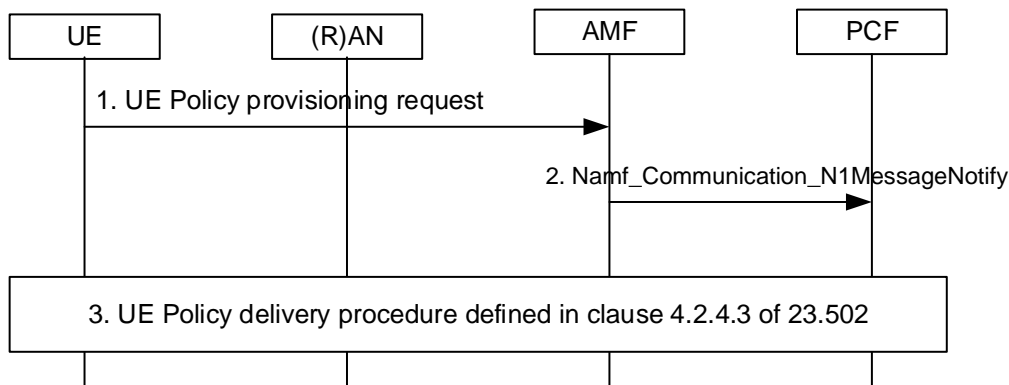 UE
(R)AN
AMF
PCF
1. UE Policy provisioning request
2. Namf_Communication_N1MessageNotify
3. UE Policy delivery procedure defined in clause 4.2.4.3 of 23.502